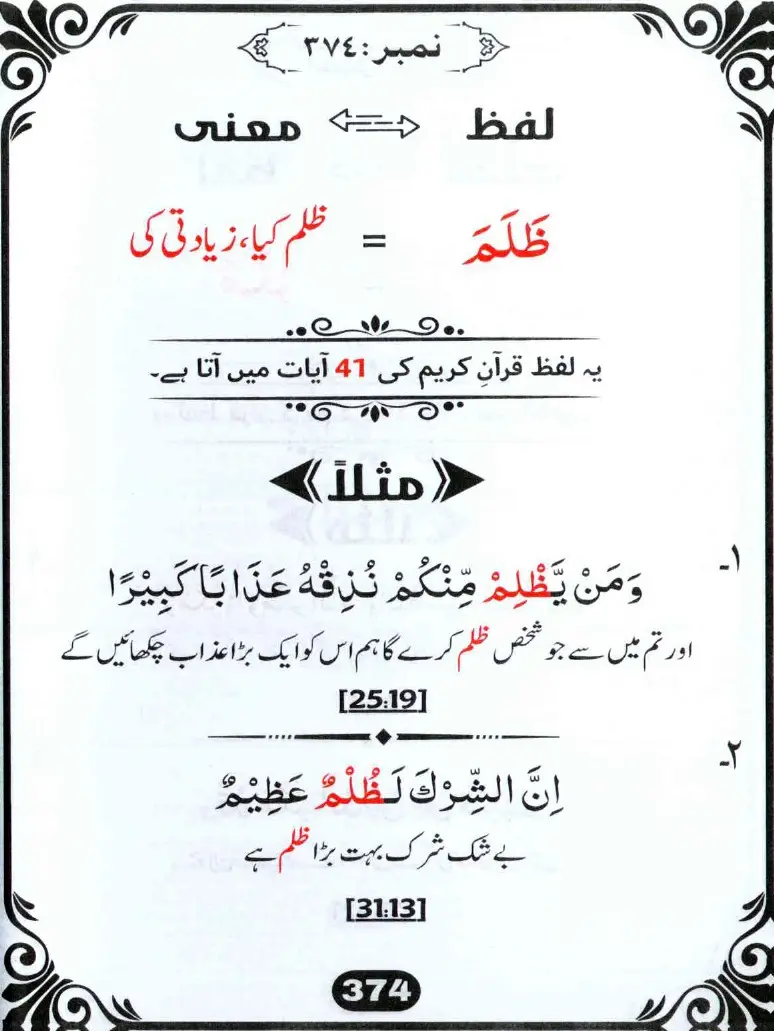 نمبر: ۳۷٤
لفظ معنی
ظَلَمَ = ظلم کیا، زیادتی کی
یہ لفظ قرآنِ کریم کی 41 آیات میں آتا ہے۔
مثلاً
۱۔ وَمَنْ يَّظْلِمْ مِّنْكُمْ نُذِقْهُ عَذَابًا كَبِيْرًا
اور تم میں سے جو شخص ظلم کرے گا ہم اس کو ایک بڑا عذاب چکھائیں گے
[25:19]
۲۔ اِنَّ الشِّرْكَ لَـظُلْمٌ عَظِيْمٌ
بے شک شرک بہت بڑا ظلم ہے
[31:13]
374